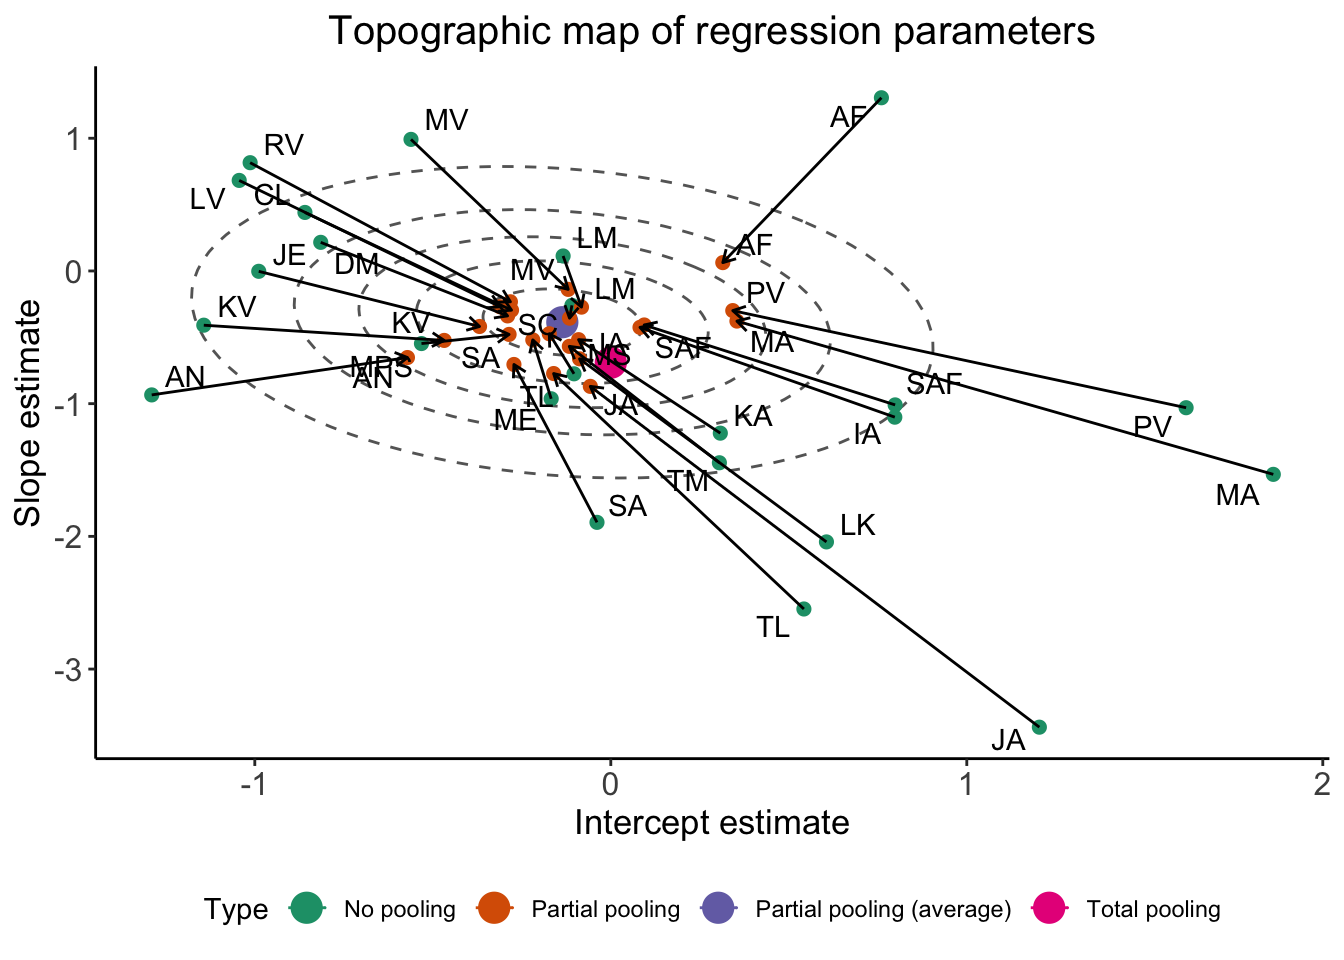 Topographic map of regression parameters
Slope estimate
1
0
-1
-2
-3
AF
MV
RV
LV
CL
LM
AF
JE
DM
MV
LM
PV
KV
KV
SC
IA
SAF
MA
SA
MS
MPS
AN
AN
SAF
TL
JA
ME
KA
PV
IA
TM
MA
SA
LK
TL
JA
-1
0
1
2
Intercept estimate
Type
No pooling
Partial pooling
Partial pooling (average)
Total pooling